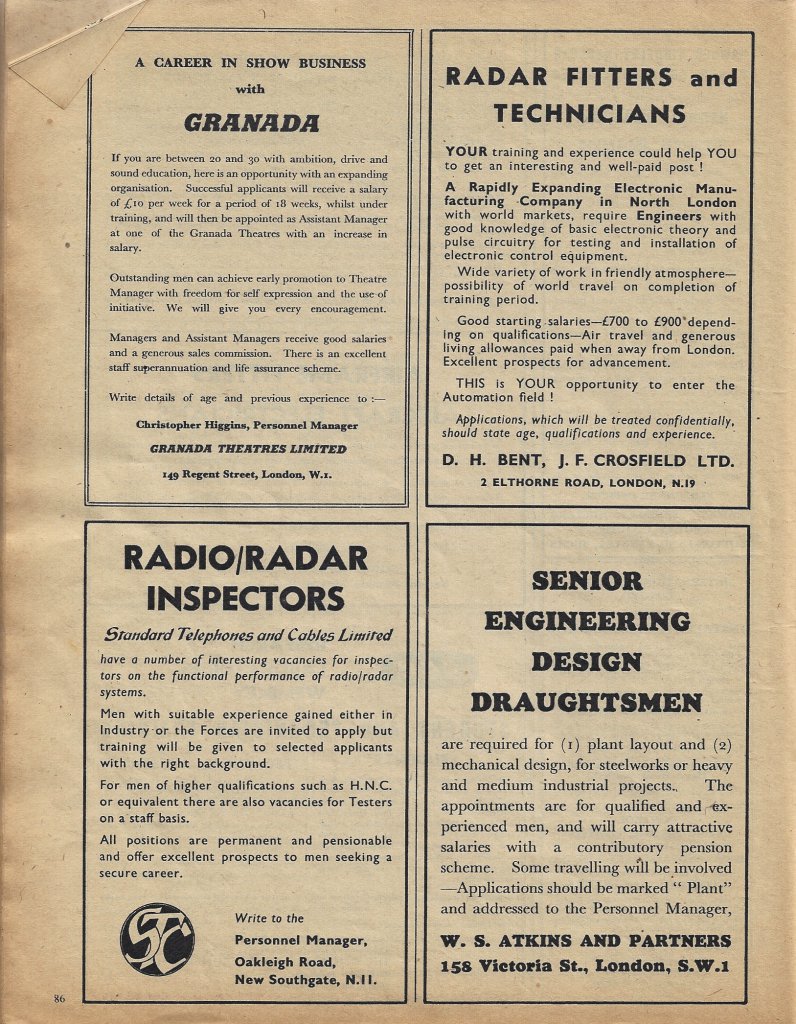 A CAREER IN SHOW BUSINESS
with
GRANADA
If you are between 20 and 30 with ambition, drive and
sound education, here is an opportunity with an expanding
organisation. Successful applicants will receive a salary
of £10 per week for a period of 18 weeks, whilst under
training, and will then be appointed as Assistant Manager
at one of the Granada Theatres with an increase in
salary.
Outstanding men can achieve early promotion to Theatre
Manager with freedom for self expression and the use of
initiative. We will give you every encouragement.
Managers and Assistant Managers receive good salaries
and a generous sales commission. There is an excellent
staff superannuation and life assurance scheme.
Write details of age and previous experience to :—
Christopher Higgins, Personnel Manager
GRANADA THEATRES LIMITED
149 Regent Street, London, W.1.
RADAR FITTERS and
TECHNICIANS
YOUR training and experience could help YOU
to get an interesting and well-paid post !
A Rapidly Expanding Electronic Manu-
facturing Company in North London
with world markets, require Engineers with
good knowledge of basic electronic theory and
pulse circuitry for testing and installation of
electronic control equipment.
Wide variety of work in friendly atmosphere—
possibility of world travel on completion of
training period.
Good starting salaries—£700 to £900 depend-
ing on qualifications—Air travel and generous
living allowances paid when away from London.
Excellent prospects for advancement.
THIS is YOUR opportunity to enter the
Automation field !
Applications, which will be treated confidentially,
should state age, qualifications and experience.
D. H. BENT, J. F. CROSFIELD LTD.
2 ELTHORNE ROAD, LONDON, N.19
RADIO/RADAR
INSPECTORS
Standard Telephones and Cables Limited
have a number of interesting vacancies for inspec-
tors on the functional performance of radio/radar
systems.
Men with suitable experience gained either in
Industry or the Forces are invited to apply but
training will be given to selected applicants
with the right background.
For men of higher qualifications such as H.N.C.
or equivalent there are also vacancies for Testers
on a staff basis.
All positions are permanent and pensionable
and offer excellent prospects to men seeking a
secure career.
STC
Write to the
Personnel Manager,
Oakleigh Road,
New Southgate, N.11.
SENIOR
ENGINEERING
DESIGN
DRAUGHTSMEN
are required for (1) plant layout and (2)
mechanical design, for steelworks or heavy
and medium industrial projects. The
appointments are for qualified and ex-
perienced men, and will carry attractive
salaries with a contributory pension
scheme. Some travelling will be involved
—Applications should be marked " Plant"
and addressed to the Personnel Manager,
W. S. ATKINS AND PARTNERS
158 Victoria St., London, S.W.1
86